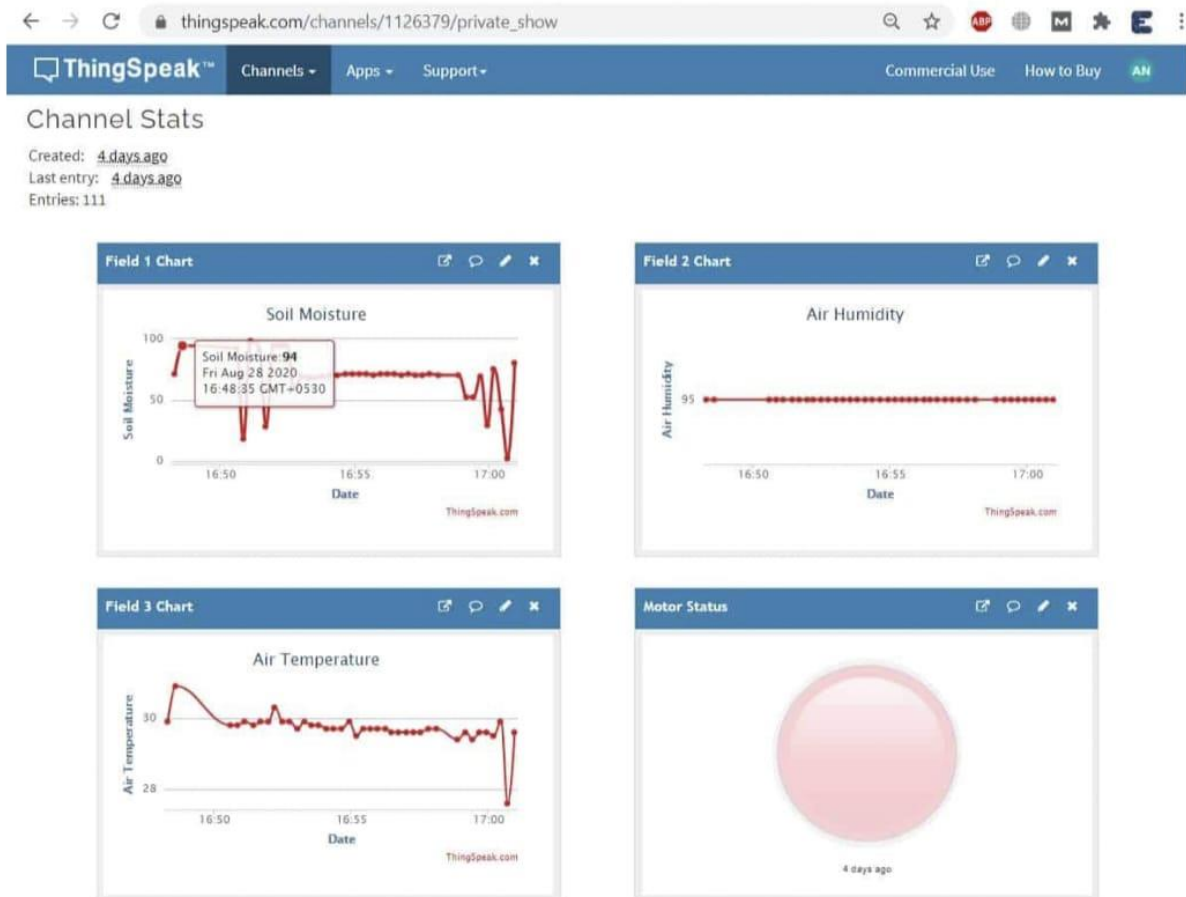 thingspeak.com/channels/1126379/private_show
ABP
M
E
ThingSpeak™
Channels
Apps
Support
Commercial Use
How to Buy
AN
Channel Stats
Created: 4 days ago
Last entry: 4 days ago
Entries: 111
Field 1 Chart
Soil Moisture
Soil Moisture
100
50
0
Soil Moisture:94
Fri Aug 28 2020
16:48:35 GMT+0530
16:50
16:55
17:00
Date
ThingSpeak.com
Field 2 Chart
Air Humidity
Air Humidity
95
16:50
16:55
17:00
Date
ThingSpeak.com
Field 3 Chart
Air Temperature
Air Temperature
30
28
16:50
16:55
17:00
Date
ThingSpeak.com
Motor Status
4 days ago